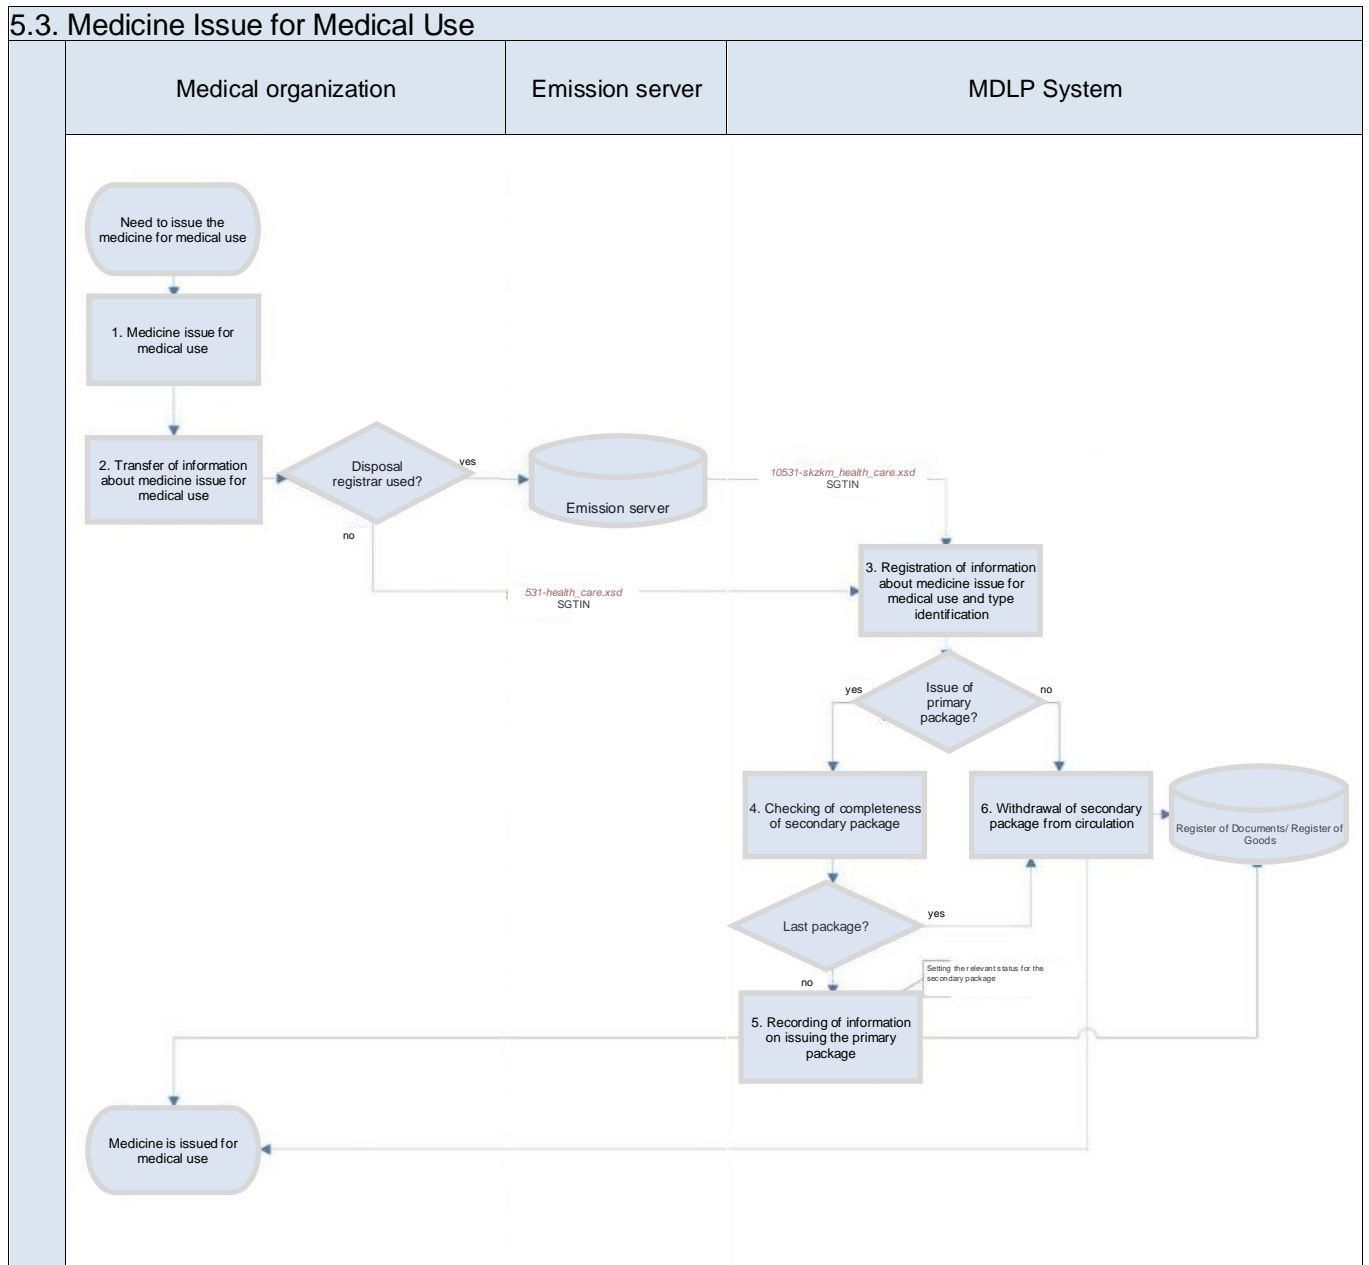 5.3. Medicine Issue for Medical Use
Medical organization
Emission server
MDLP System
Need to issue the
medicine for medical use
1. Medicine issue for
medical use
2. Transfer of information
about medicine issue for
medical use
Disposal
registrar used?
yes
no
Emission server
10531-skzkm_health_care.xsd
SGTIN
531-health_care.xsd
SGTIN
3. Registration of information
about medicine issue for
medical use and type
identification
Issue of
primary
package?
yes
no
4. Checking of completeness
of secondary package
6. Withdrawal of secondary
package from circulation
Register of Documents/ Register of
Goods
Last package?
yes
no
Setting the relevant status for the
secondary package
5. Recording of information
on issuing the primary
package
Medicine is issued for
medical use